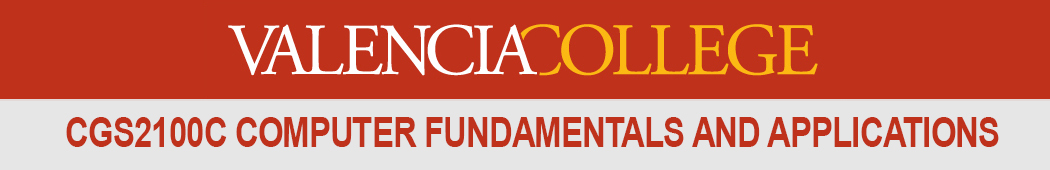 VALENCIACOLLEGE
CGS2100C COMPUTER FUNDAMENTALS AND APPLICATIONS